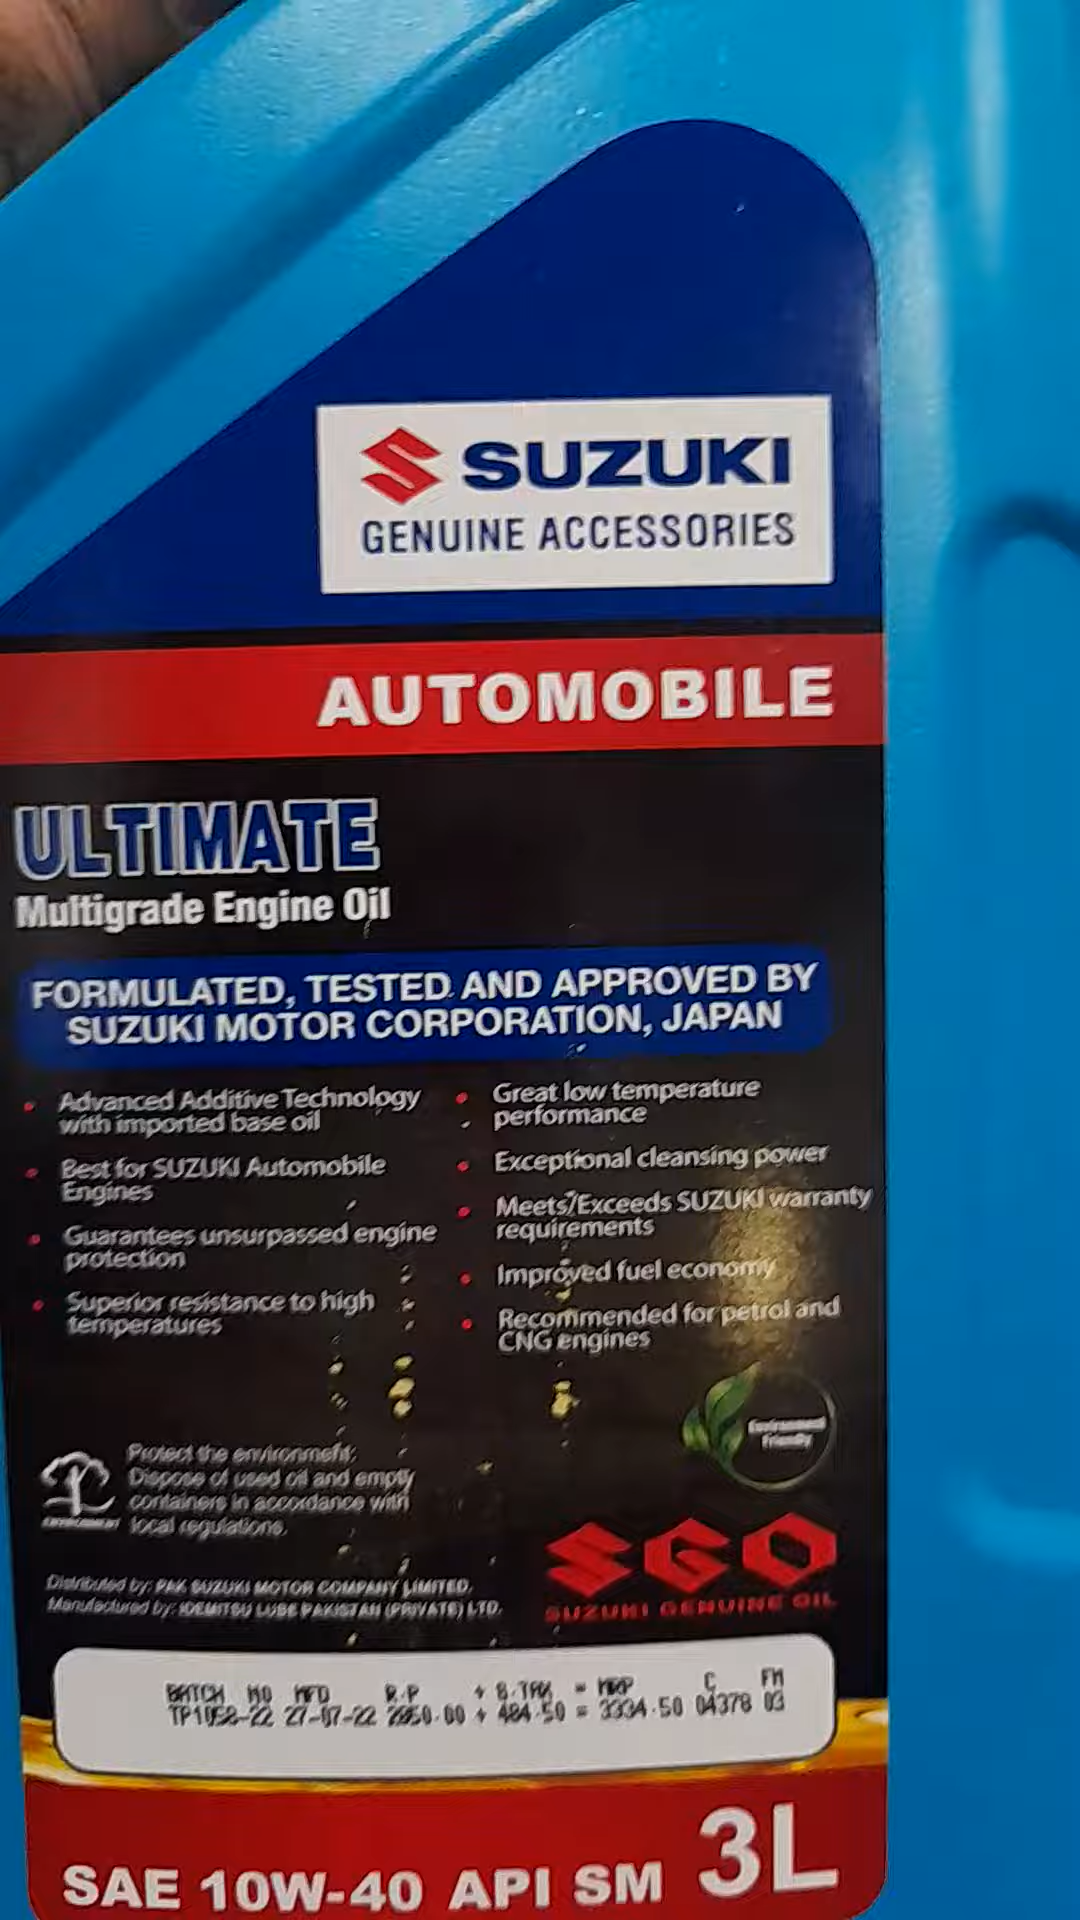 SUZUKI
GENUINE ACCESSORIES
AUTOMOBILE
ULTIMATE
Multigrade Engine Oil
FORMULATED, TESTED AND APPROVED BY
SUZUKI MOTOR CORPORATION, JAPAN
Advanced Additive Technology
with imported base oil
Best for SUZUKI Automobile
Engines
Guarantees unsurpassed engine
protection
Superior resistance to high
temperatures
Great low temperature
performance
Exceptional cleansing power
Meets/Exceeds SUZUKI warranty
requirements
Improved fuel economy
Recommended for petrol and
CNG engines
Environment
Friendly
Protect the environment;
Dispose of used oil and empty
containers in accordance with
local regulations.
SGO
SUZUKI GENUINE OIL
Distributed by: PAK SUZUKI MOTOR COMPANY LIMITED.
Manufactured by: IDEMITSU LUBE PAKISTAN (PRIVATE) LTD.
BATCH NO MFD R.P + S.TAX = MRP C FM
TP1058-22 27-07-22 2850.00 + 484.50 = 3334.50 04378 03
SAE 10W-40 API SM 3L